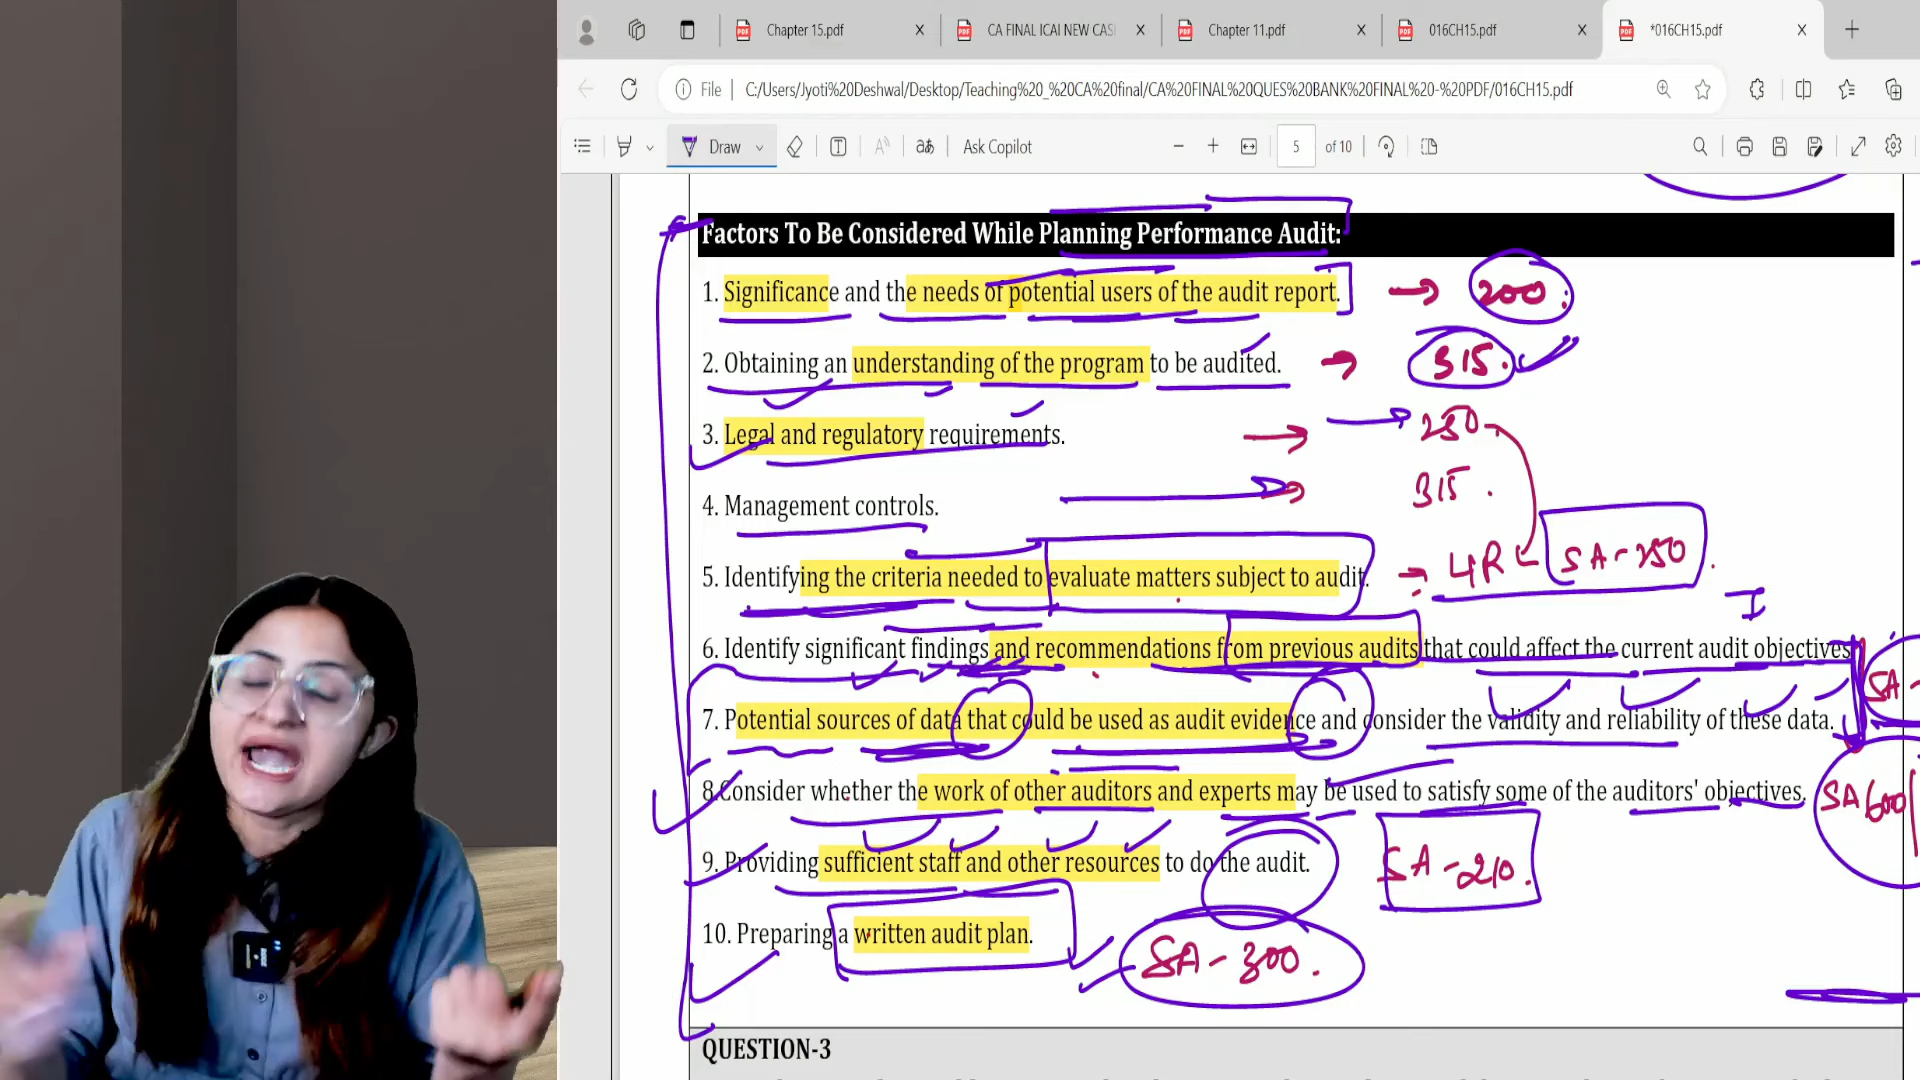 Chapter 15.pdf
CA FINAL ICAI NEW CAS
Chapter 11.pdf
016CH15.pdf
*016CH15.pdf
File
C:/Users/Jyoti%20Deshwal/Desktop/Teaching%20_%20CA%20final/CA%20FINAL%20QUES%20BANK%20FINAL%20-%20PDF/016CH15.pdf
Draw
Ask Copilot
5 of 10
Factors To Be Considered While Planning Performance Audit:
1. Significance and the needs of potential users of the audit report. 200.
2. Obtaining an understanding of the program to be audited. 315.
3. Legal and regulatory requirements. 250
4. Management controls. 315.
5. Identifying the criteria needed to evaluate matters subject to audit. 4R SA-250.
I
6. Identify significant findings and recommendations from previous audits that could affect the current audit objectives
SA-
7. Potential sources of data that could be used as audit evidence and consider the validity and reliability of these data.
8.Consider whether the work of other auditors and experts may be used to satisfy some of the auditors' objectives. SA 600
9. Providing sufficient staff and other resources to do the audit. SA-210.
10. Preparing a written audit plan. SA-300.
QUESTION-3